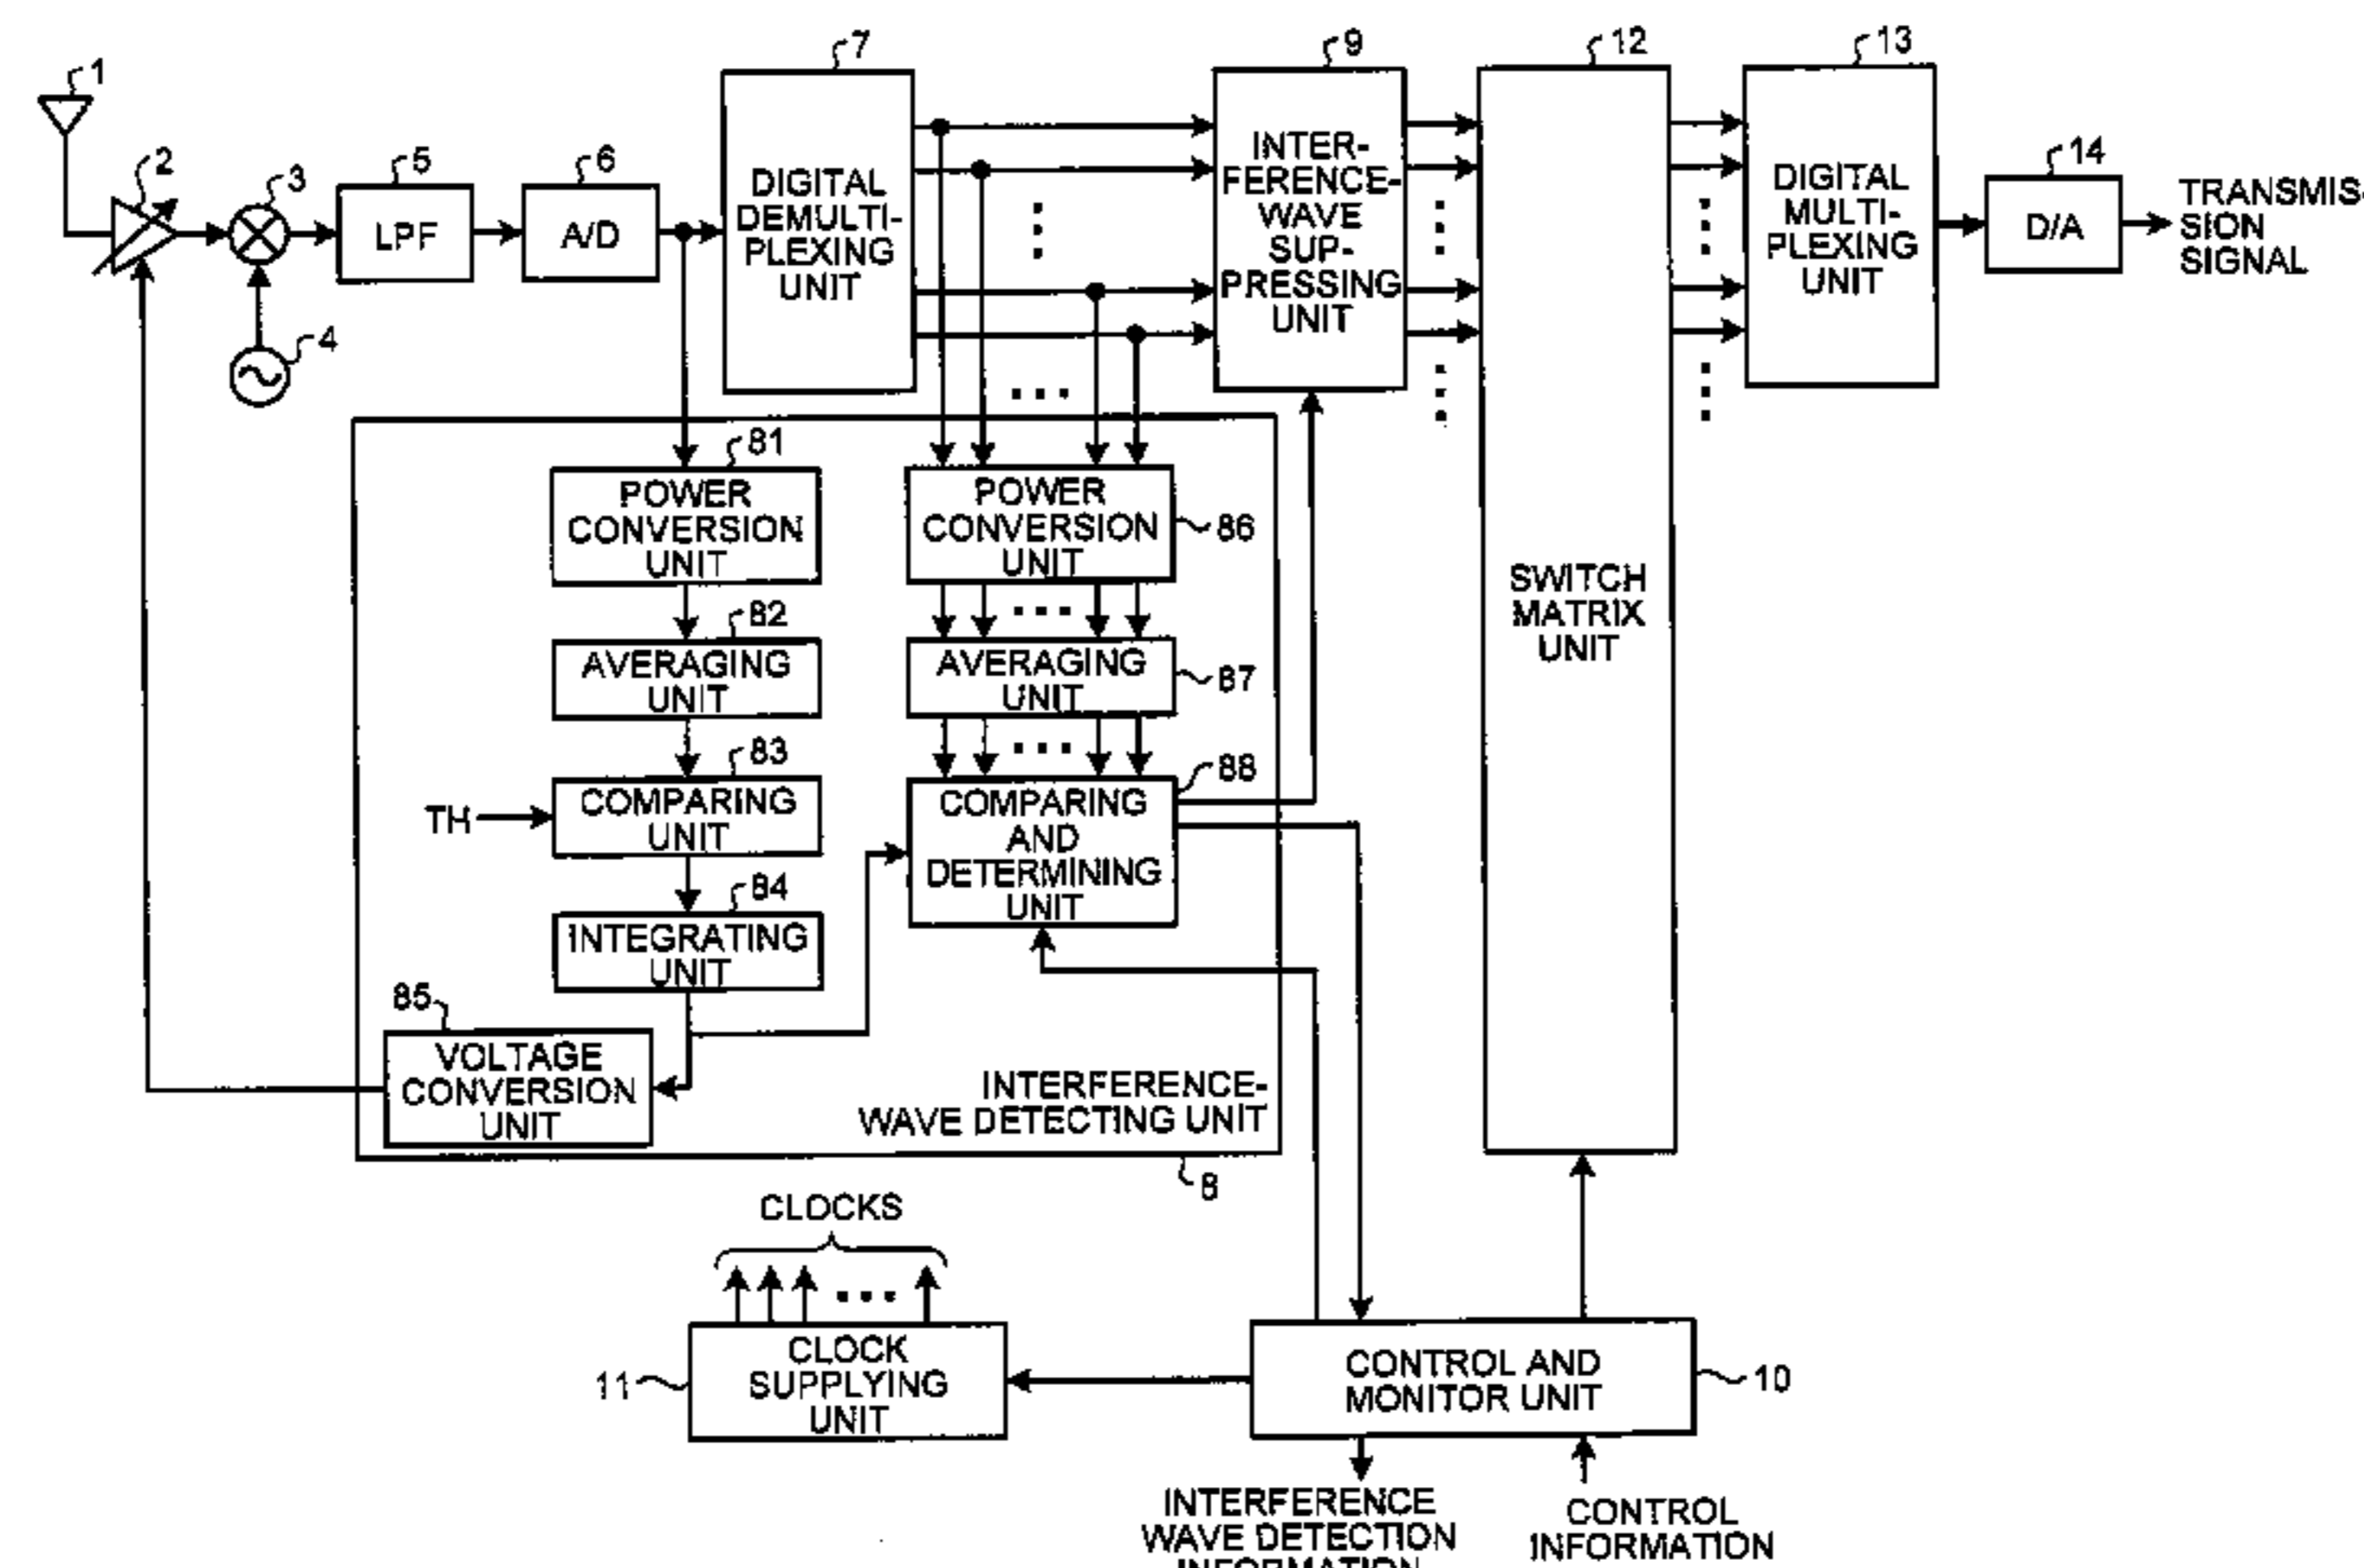 1
2
3
4
5
LPF
6
A/D
7
DIGITAL
DEMULTI-
PLEXING
UNIT
9
INTER-
FERENCE-
WAVE
SUP-
PRESSING
UNIT
12
SWITCH
MATRIX
UNIT
13
DIGITAL
MULTI-
PLEXING
UNIT
14
D/A
TRANSMIS-
SION
SIGNAL
81
POWER
CONVERSION
UNIT
82
AVERAGING
UNIT
83
TH
COMPARING
UNIT
84
INTEGRATING
UNIT
85
VOLTAGE
CONVERSION
UNIT
86
POWER
CONVERSION
UNIT
87
AVERAGING
UNIT
88
COMPARING
AND
DETERMINING
UNIT
INTERFERENCE-
WAVE DETECTING UNIT
8
CLOCKS
11
CLOCK
SUPPLYING
UNIT
CONTROL AND
MONITOR UNIT
10
INTERFERENCE
WAVE DETECTION
INFORMATION
CONTROL
INFORMATION